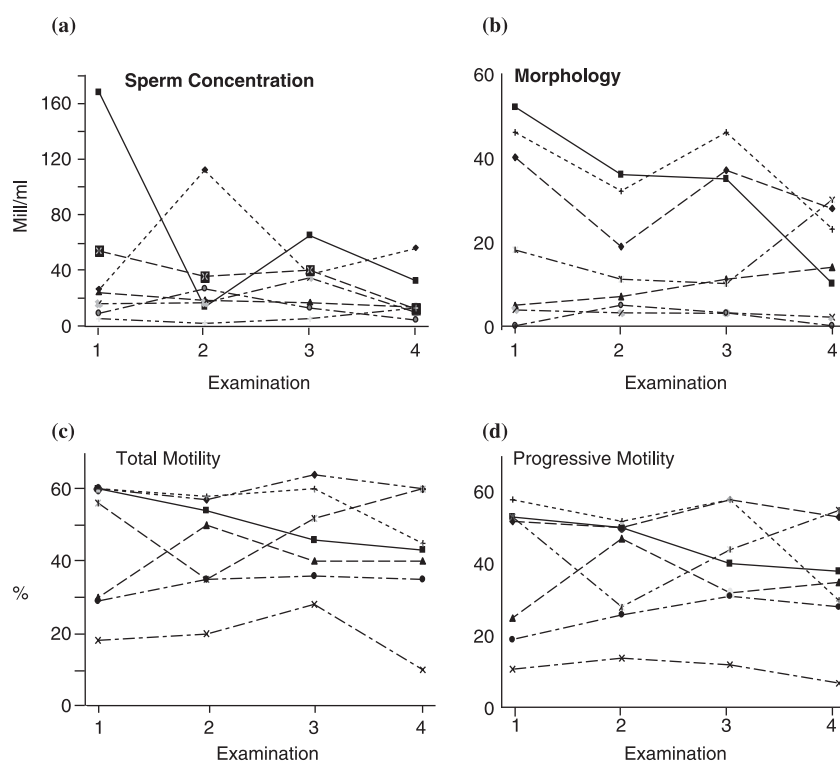 (a)
Sperm Concentration
160
120
80
40
0
Mill/ml
1 2 3 4
Examination
(b)
Morphology
60
40
20
0
1 2 3 4
Examination
(c)
Total Motility
60
40
20
0
%
1 2 3 4
Examination
(d)
Progressive Motility
60
40
20
0
1 2 3 4
Examination